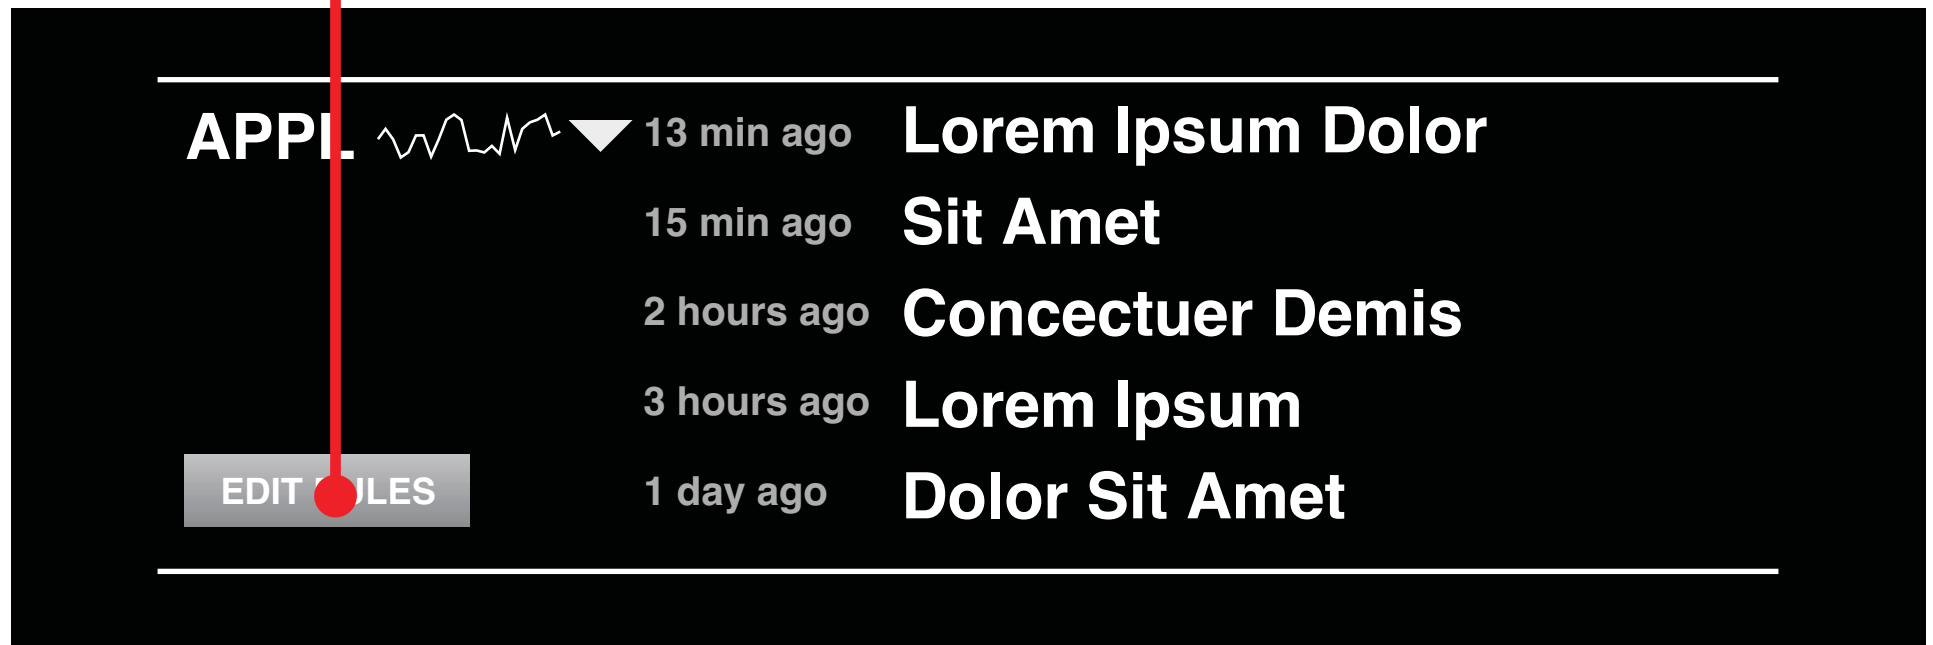 APPL 13 min ago Lorem Ipsum Dolor
15 min ago Sit Amet
2 hours ago Concectuer Demis
3 hours ago Lorem Ipsum
EDIT RULES 1 day ago Dolor Sit Amet